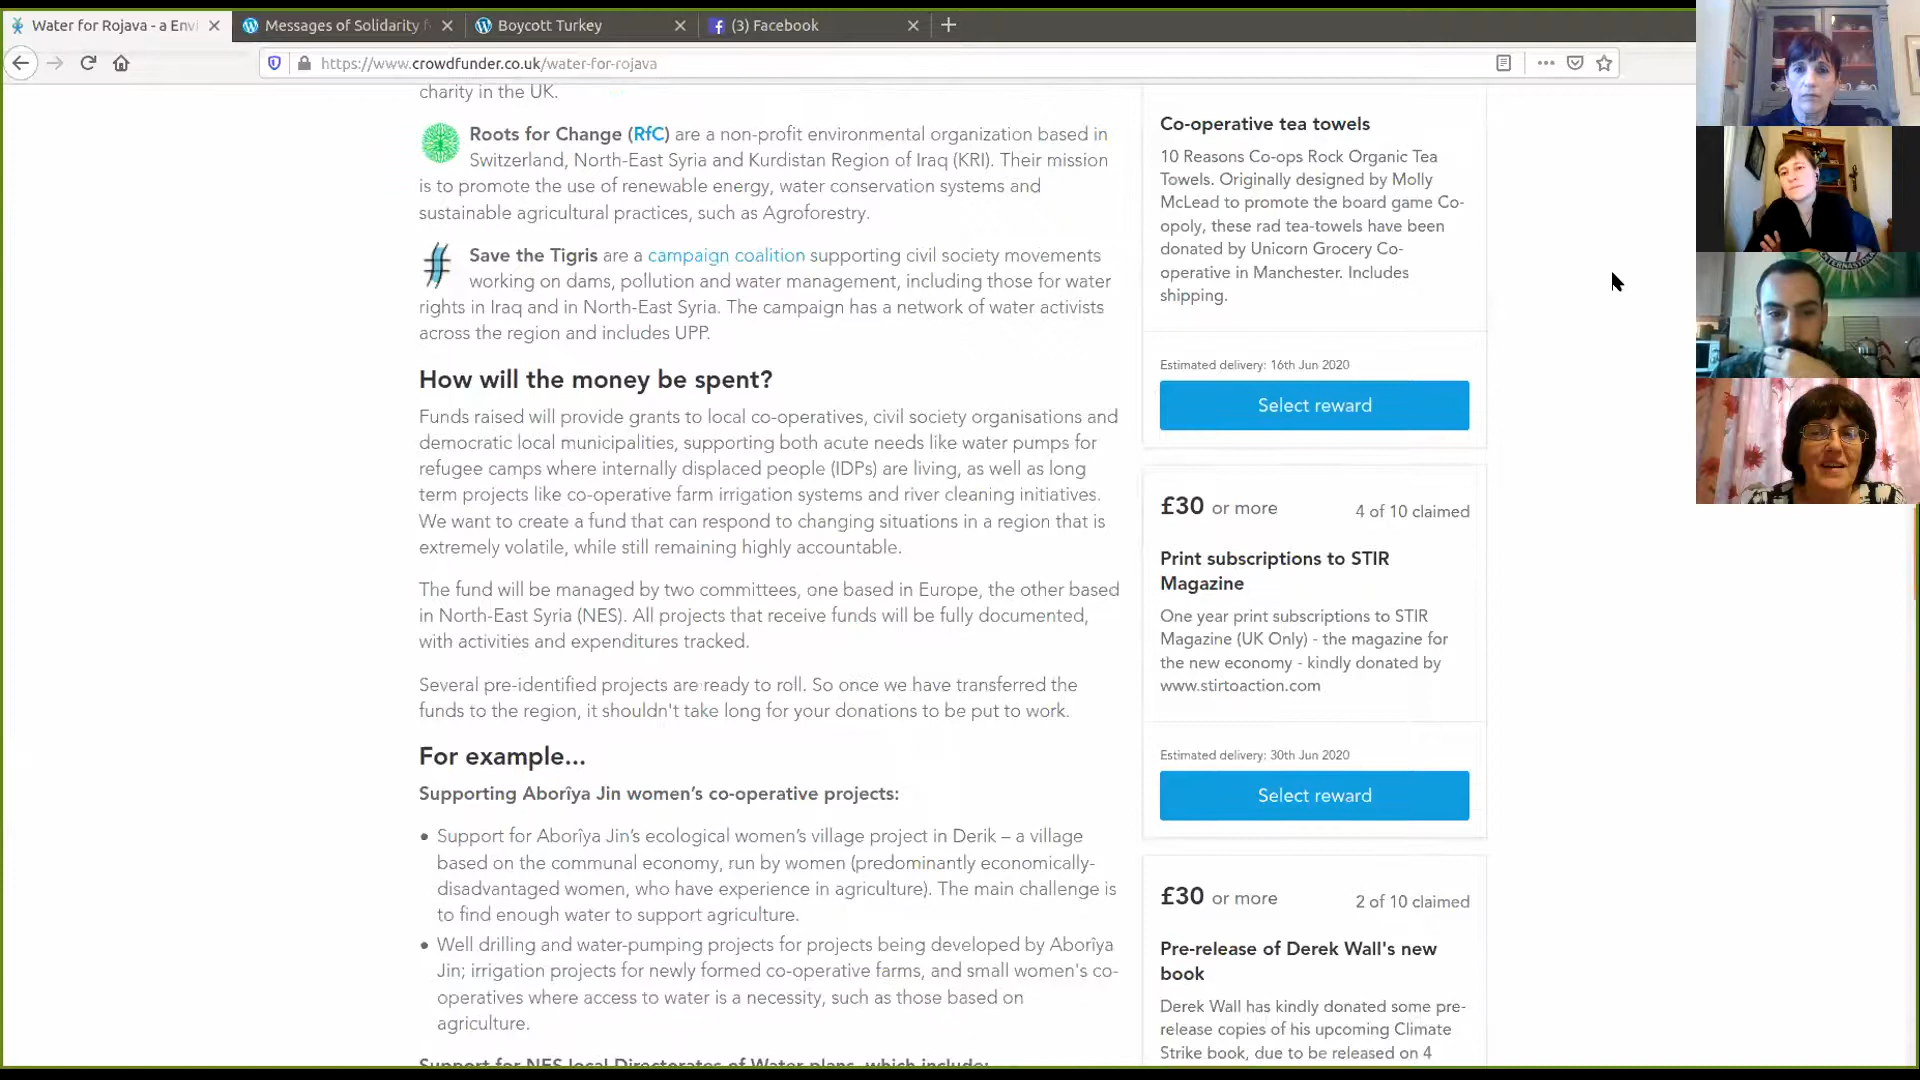 Water for Rojava - a Env
Messages of Solidarity f
Boycott Turkey
(3) Facebook
https://www.crowdfunder.co.uk/water-for-rojava
charity in the UK.
Roots for Change (RfC) are a non-profit environmental organization based in
Switzerland, North-East Syria and Kurdistan Region of Iraq (KRI). Their mission
is to promote the use of renewable energy, water conservation systems and
sustainable agricultural practices, such as Agroforestry.
Save the Tigris are a campaign coalition supporting civil society movements
working on dams, pollution and water management, including those for water
rights in Iraq and in North-East Syria. The campaign has a network of water activists
across the region and includes UPP.
How will the money be spent?
Funds raised will provide grants to local co-operatives, civil society organisations and
democratic local municipalities, supporting both acute needs like water pumps for
refugee camps where internally displaced people (IDPs) are living, as well as long
term projects like co-operative farm irrigation systems and river cleaning initiatives.
We want to create a fund that can respond to changing situations in a region that is
extremely volatile, while still remaining highly accountable.
The fund will be managed by two committees, one based in Europe, the other based
in North-East Syria (NES). All projects that receive funds will be fully documented,
with activities and expenditures tracked.
Several pre-identified projects are ready to roll. So once we have transferred the
funds to the region, it shouldn't take long for your donations to be put to work.
For example...
Supporting Aborîya Jin women’s co-operative projects:
• Support for Aborîya Jin’s ecological women’s village project in Derik – a village
based on the communal economy, run by women (predominantly economically-
disadvantaged women, who have experience in agriculture). The main challenge is
to find enough water to support agriculture.
• Well drilling and water-pumping projects for projects being developed by Aborîya
Jin; irrigation projects for newly formed co-operative farms, and small women's co-
operatives where access to water is a necessity, such as those based on
agriculture.
Support for NES local Directorates of Water plans, which include:
Co-operative tea towels
10 Reasons Co-ops Rock Organic Tea
Towels. Originally designed by Molly
McLead to promote the board game Co-
opoly, these rad tea-towels have been
donated by Unicorn Grocery Co-
operative in Manchester. Includes
shipping.
Estimated delivery: 16th Jun 2020
Select reward
£30 or more
4 of 10 claimed
Print subscriptions to STIR
Magazine
One year print subscriptions to STIR
Magazine (UK Only) - the magazine for
the new economy - kindly donated by
www.stirtoaction.com
Estimated delivery: 30th Jun 2020
Select reward
£30 or more
2 of 10 claimed
Pre-release of Derek Wall's new
book
Derek Wall has kindly donated some pre-
release copies of his upcoming Climate
Strike book, due to be released on 4